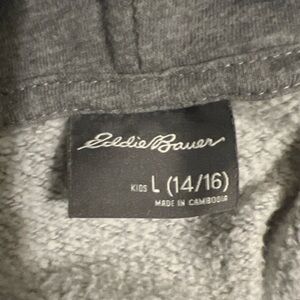 Eddie Bauer
KIDS L (14/16)
MADE IN CAMBODIA